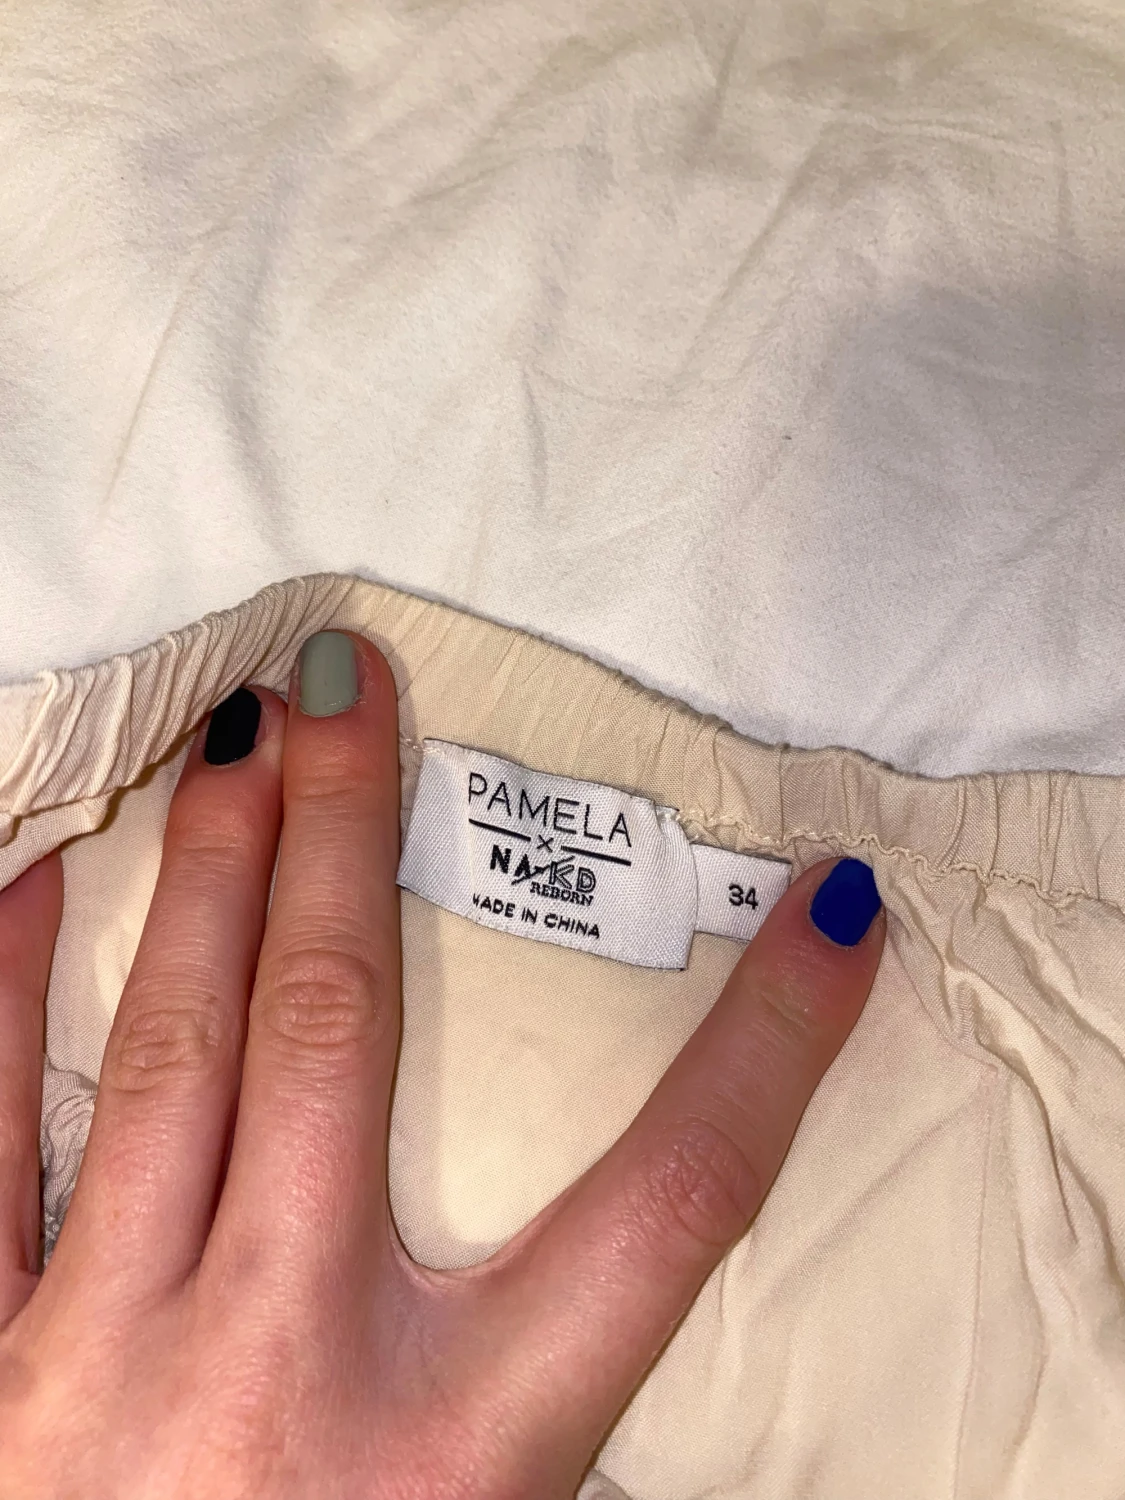 PAMELA
×
NA-KD
REBORN
MADE IN CHINA
34